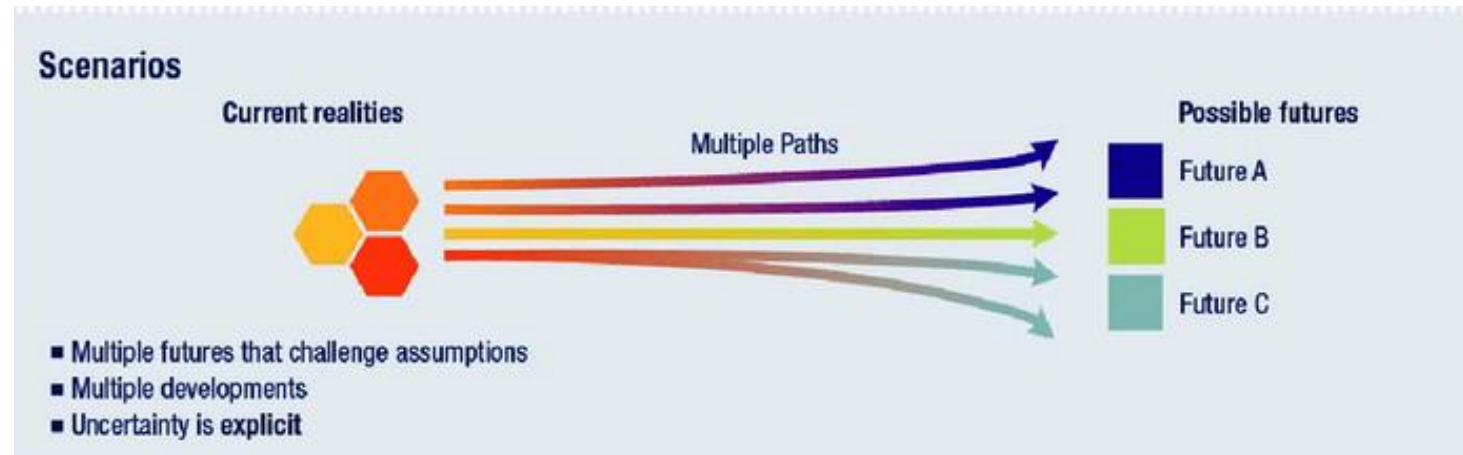 Scenarios
Current realities
Multiple Paths
Possible futures
Future A
Future B
Future C
▪ Multiple futures that challenge assumptions
▪ Multiple developments
▪ Uncertainty is explicit